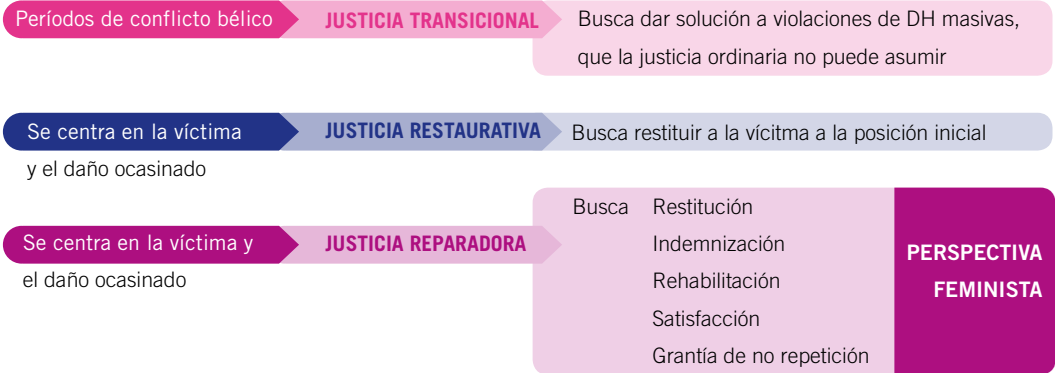 Períodos de conflicto bélico
JUSTICIA TRANSICIONAL
Busca dar solución a violaciones de DH masivas,
que la justicia ordinaria no puede asumir
Se centra en la víctima
y el daño ocasinado
JUSTICIA RESTAURATIVA
Busca restituir a la vícitma a la posición inicial
Se centra en la víctima y
el daño ocasinado
JUSTICIA REPARADORA
Busca Restitución
Indemnización
Rehabilitación
Satisfacción
Grantía de no repetición
PERSPECTIVA
FEMINISTA